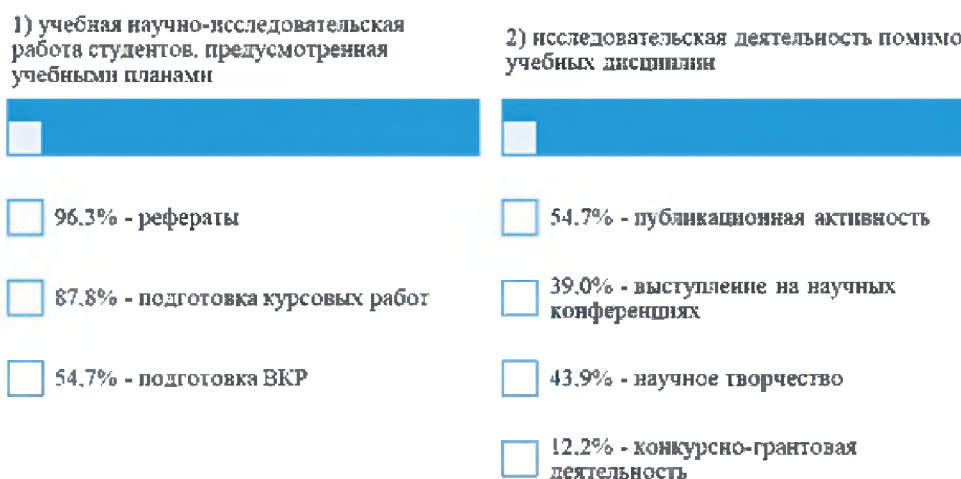 1) учебная научно-исследовательская
работа студентов, предусмотренная
учебными планами
96.3% - рефераты
87.8% - подготовка курсовых работ
54.7% - подготовка ВКР
2) исследовательская деятельность помимо
учебных дисциплин
54.7% - публикационная активность
39.0% - выступление на научных
конференциях
43.9% - научное творчество
12.2% - конкурсно-грантовая
деятельность